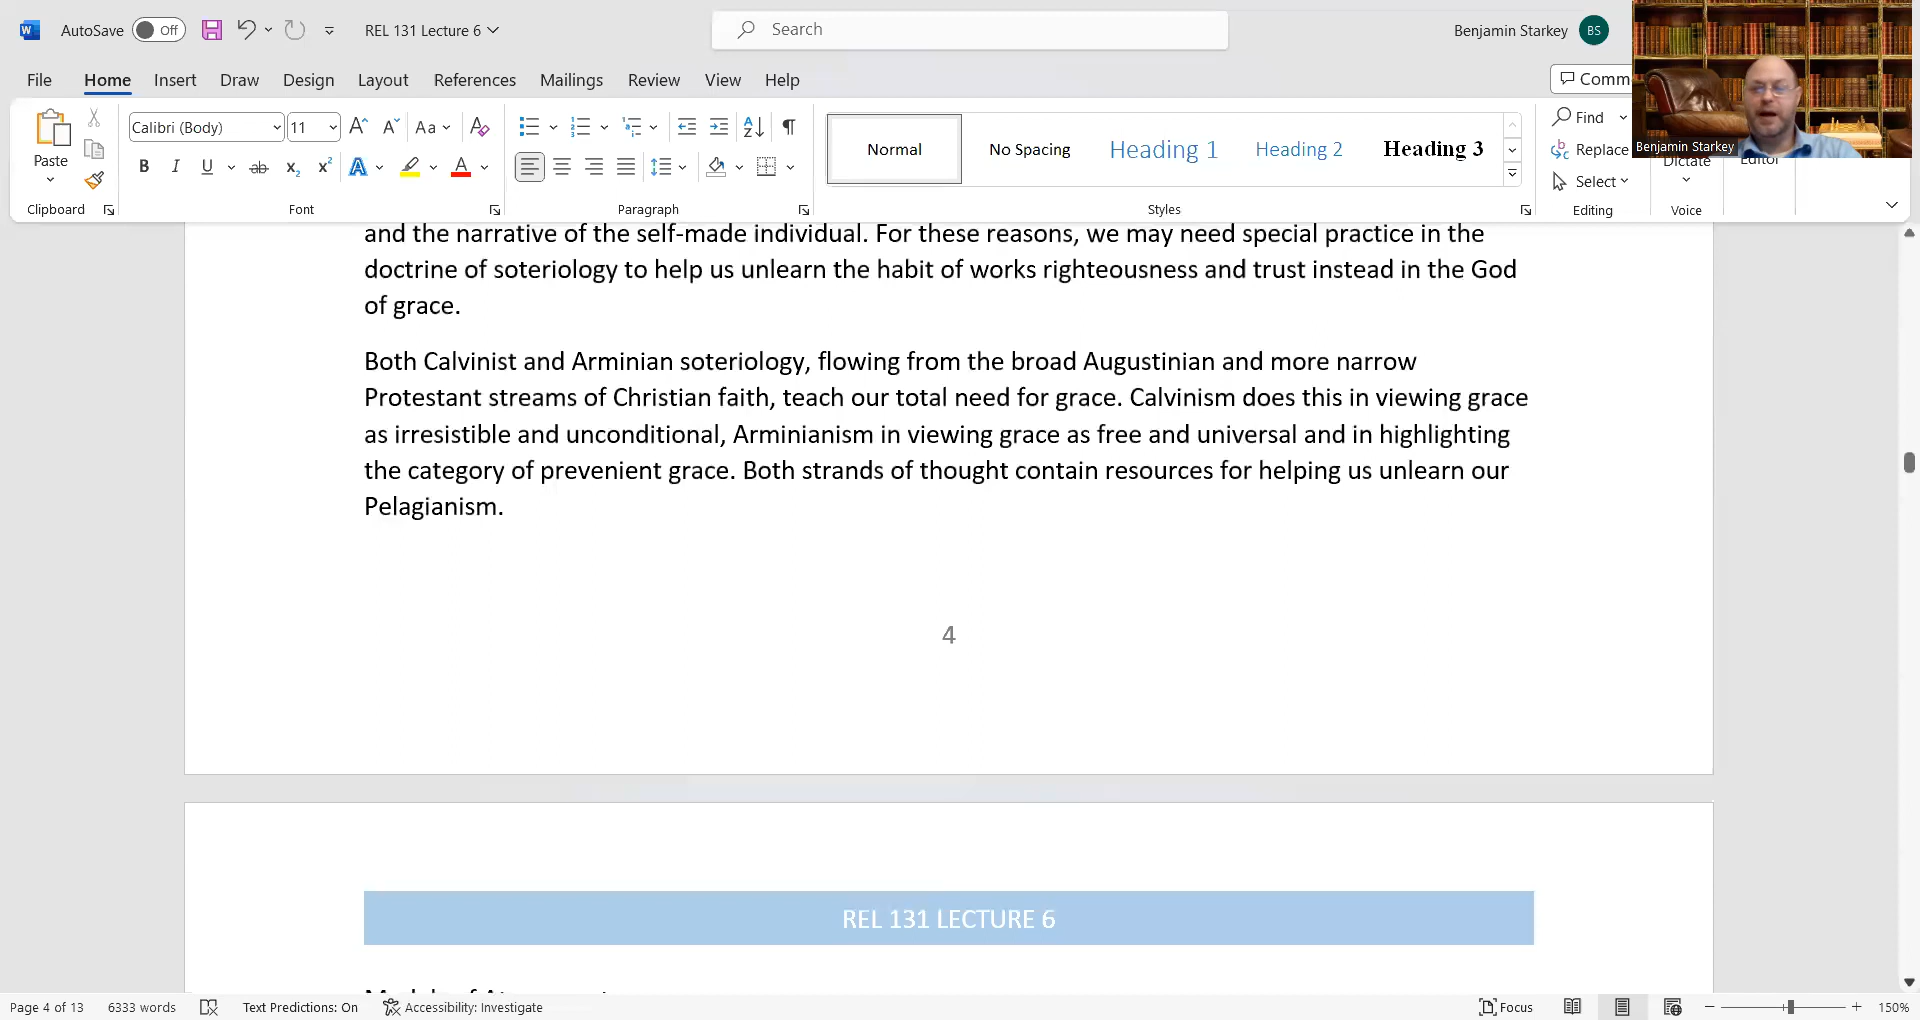 AutoSave Off REL 131 Lecture 6 Search Benjamin Starkey BS
File Home Insert Draw Design Layout References Mailings Review View Help Comm
Paste Calibri (Body) 11 Aa Normal No Spacing Heading 1 Heading 2 Heading 3 Find Replace Select Dictate Editor
Benjamin Starkey
Clipboard Font Paragraph Styles Editing Voice
and the narrative of the self-made individual. For these reasons, we may need special practice in the
doctrine of soteriology to help us unlearn the habit of works righteousness and trust instead in the God
of grace.
Both Calvinist and Arminian soteriology, flowing from the broad Augustinian and more narrow
Protestant streams of Christian faith, teach our total need for grace. Calvinism does this in viewing grace
as irresistible and unconditional, Arminianism in viewing grace as free and universal and in highlighting
the category of prevenient grace. Both strands of thought contain resources for helping us unlearn our
Pelagianism.
4
REL 131 LECTURE 6
Page 4 of 13 6333 words Text Predictions: On Accessibility: Investigate Focus 150%